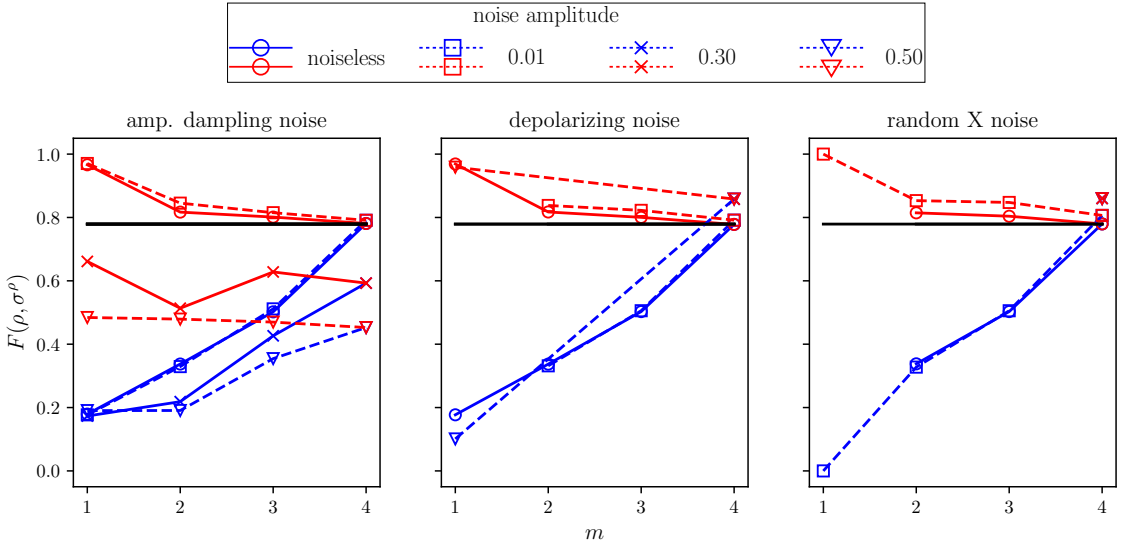 noise amplitude
noiseless 0.01 0.30 0.50
amp. dampling noise depolarizing noise random X noise
F(ρ, σ^ρ)
1.0
0.8
0.6
0.4
0.2
0.0
1 2 3 4 1 2 3 4 1 2 3 4
m